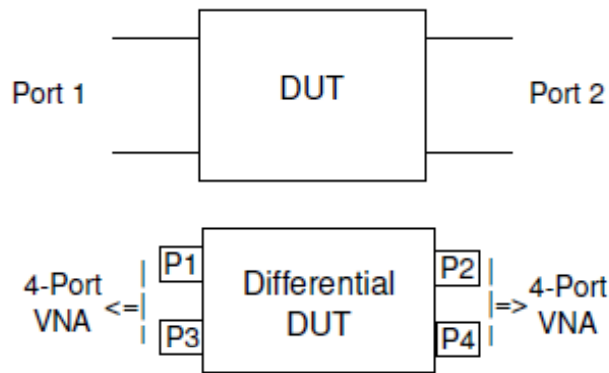 Port 1
DUT
Port 2
P1
P2
4-Port
VNA
<=
Differential
DUT
=>
4-Port
VNA
P3
P4